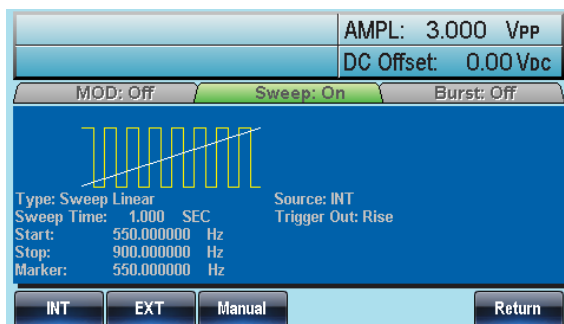 AMPL: 3.000 VPP
DC Offset: 0.00 VDC
MOD: Off Sweep: On Burst: Off
Type: Sweep Linear Source: INT
Sweep Time: 1.000 SEC Trigger Out: Rise
Start: 550.000000 Hz
Stop: 900.000000 Hz
Marker: 550.000000 Hz
INT EXT Manual Return